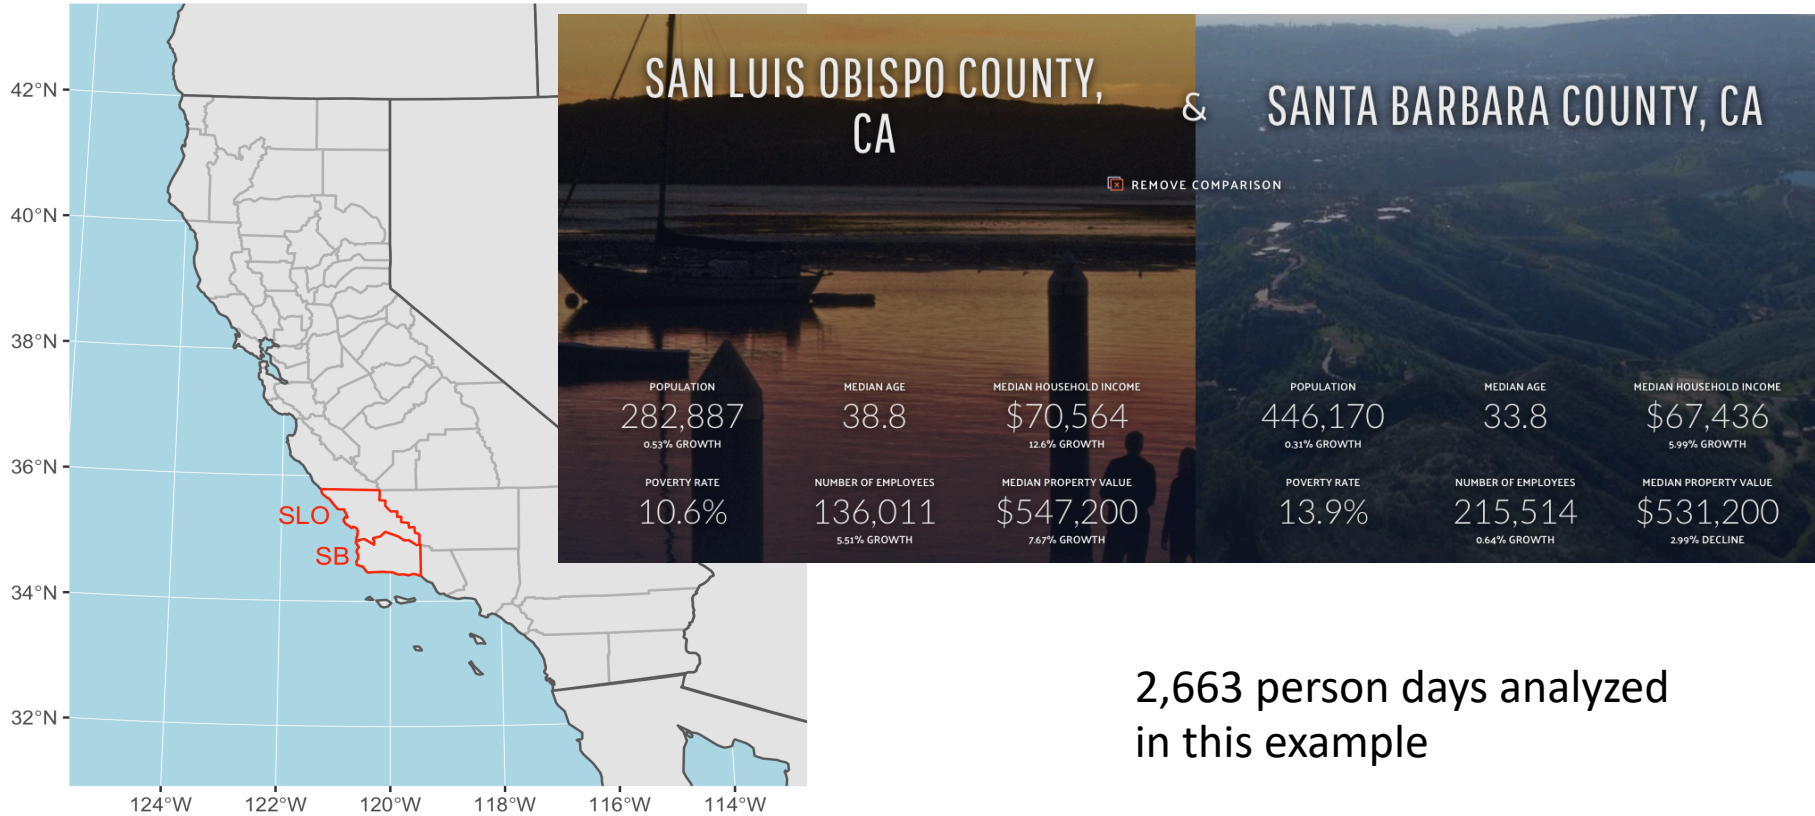 42°N
40°N
38°N
36°N
34°N
32°N
124°W 122°W 120°W 118°W 116°W 114°W
SLO
SB
SAN LUIS OBISPO COUNTY,
CA
&
SANTA BARBARA COUNTY, CA
REMOVE COMPARISON
POPULATION
282,887
0.53% GROWTH
MEDIAN AGE
38.8
MEDIAN HOUSEHOLD INCOME
$70,564
12.6% GROWTH
POVERTY RATE
10.6%
NUMBER OF EMPLOYEES
136,011
5.51% GROWTH
MEDIAN PROPERTY VALUE
$547,200
7.67% GROWTH
POPULATION
446,170
0.31% GROWTH
MEDIAN AGE
33.8
MEDIAN HOUSEHOLD INCOME
$67,436
5.99% GROWTH
POVERTY RATE
13.9%
NUMBER OF EMPLOYEES
215,514
0.64% GROWTH
MEDIAN PROPERTY VALUE
$531,200
2.99% DECLINE
2,663 person days analyzed
in this example